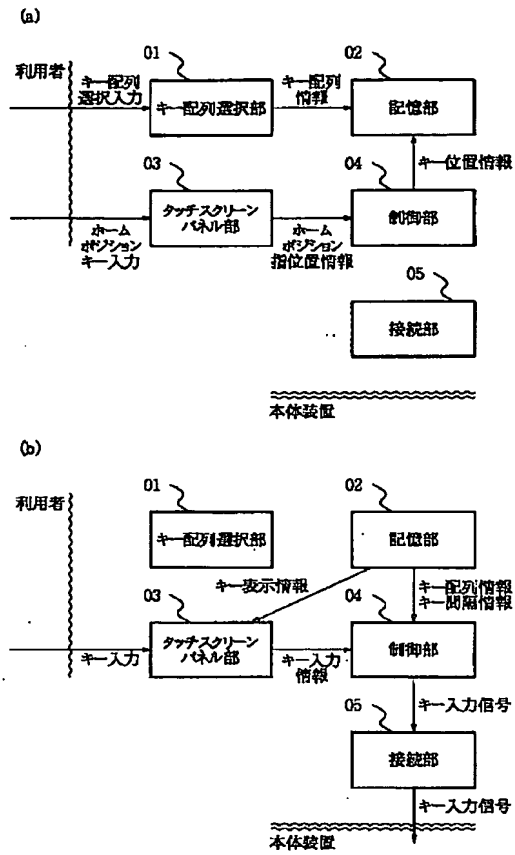 (a)
01
02
利用者
キー配列
選択入力
キー配列選択部
キー配列
情報
記憶部
03
04
キー位置情報
タッチスクリーン
パネル部
制御部
ホーム
ポジション
キー入力
ホーム
ポジション
指位置情報
05
接続部
本体装置
(b)
01
02
利用者
キー配列選択部
記憶部
キー表示情報
キー配列情報
キー間隔情報
03
04
タッチスクリーン
パネル部
制御部
キー入力
キー入力
情報
05
キー入力信号
接続部
キー入力信号
本体装置